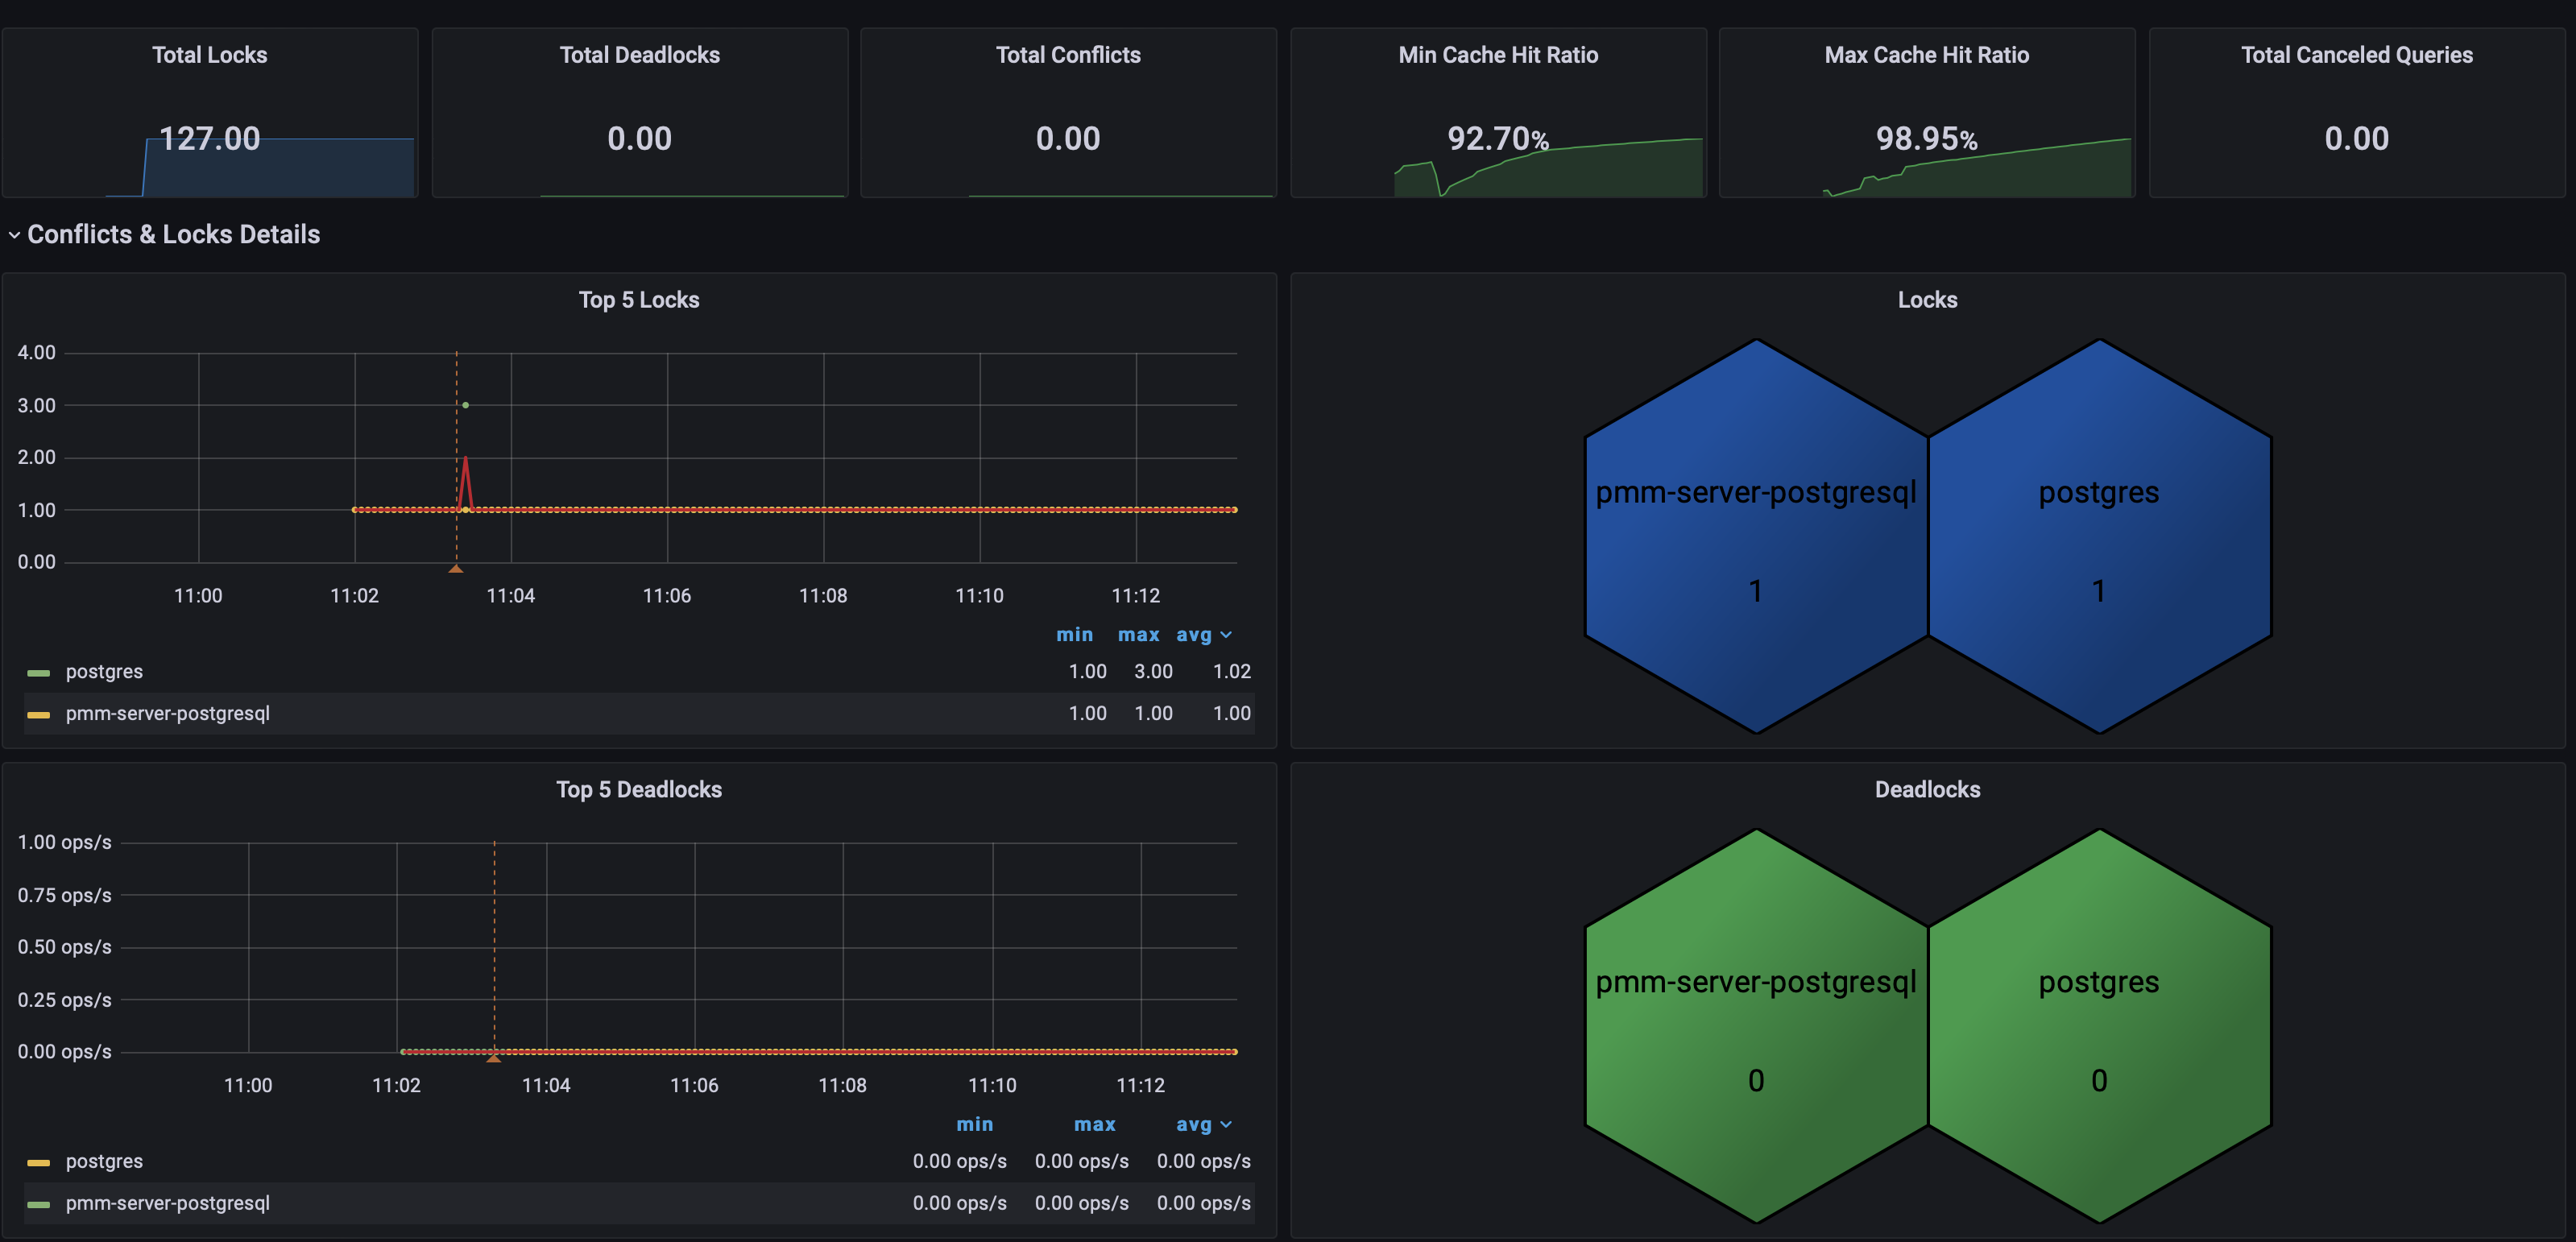 Total Locks
127.00
Total Deadlocks
0.00
Total Conflicts
0.00
Min Cache Hit Ratio
92.70%
Max Cache Hit Ratio
98.95%
Total Canceled Queries
0.00
Conflicts & Locks Details
Top 5 Locks
4.00
3.00
2.00
1.00
0.00
11:00 11:02 11:04 11:06 11:08 11:10 11:12
min max avg
postgres 1.00 3.00 1.02
pmm-server-postgresql 1.00 1.00 1.00
Locks
pmm-server-postgresql
1
postgres
1
Top 5 Deadlocks
1.00 ops/s
0.75 ops/s
0.50 ops/s
0.25 ops/s
0.00 ops/s
11:00 11:02 11:04 11:06 11:08 11:10 11:12
min max avg
postgres 0.00 ops/s 0.00 ops/s 0.00 ops/s
pmm-server-postgresql 0.00 ops/s 0.00 ops/s 0.00 ops/s
Deadlocks
pmm-server-postgresql
0
postgres
0